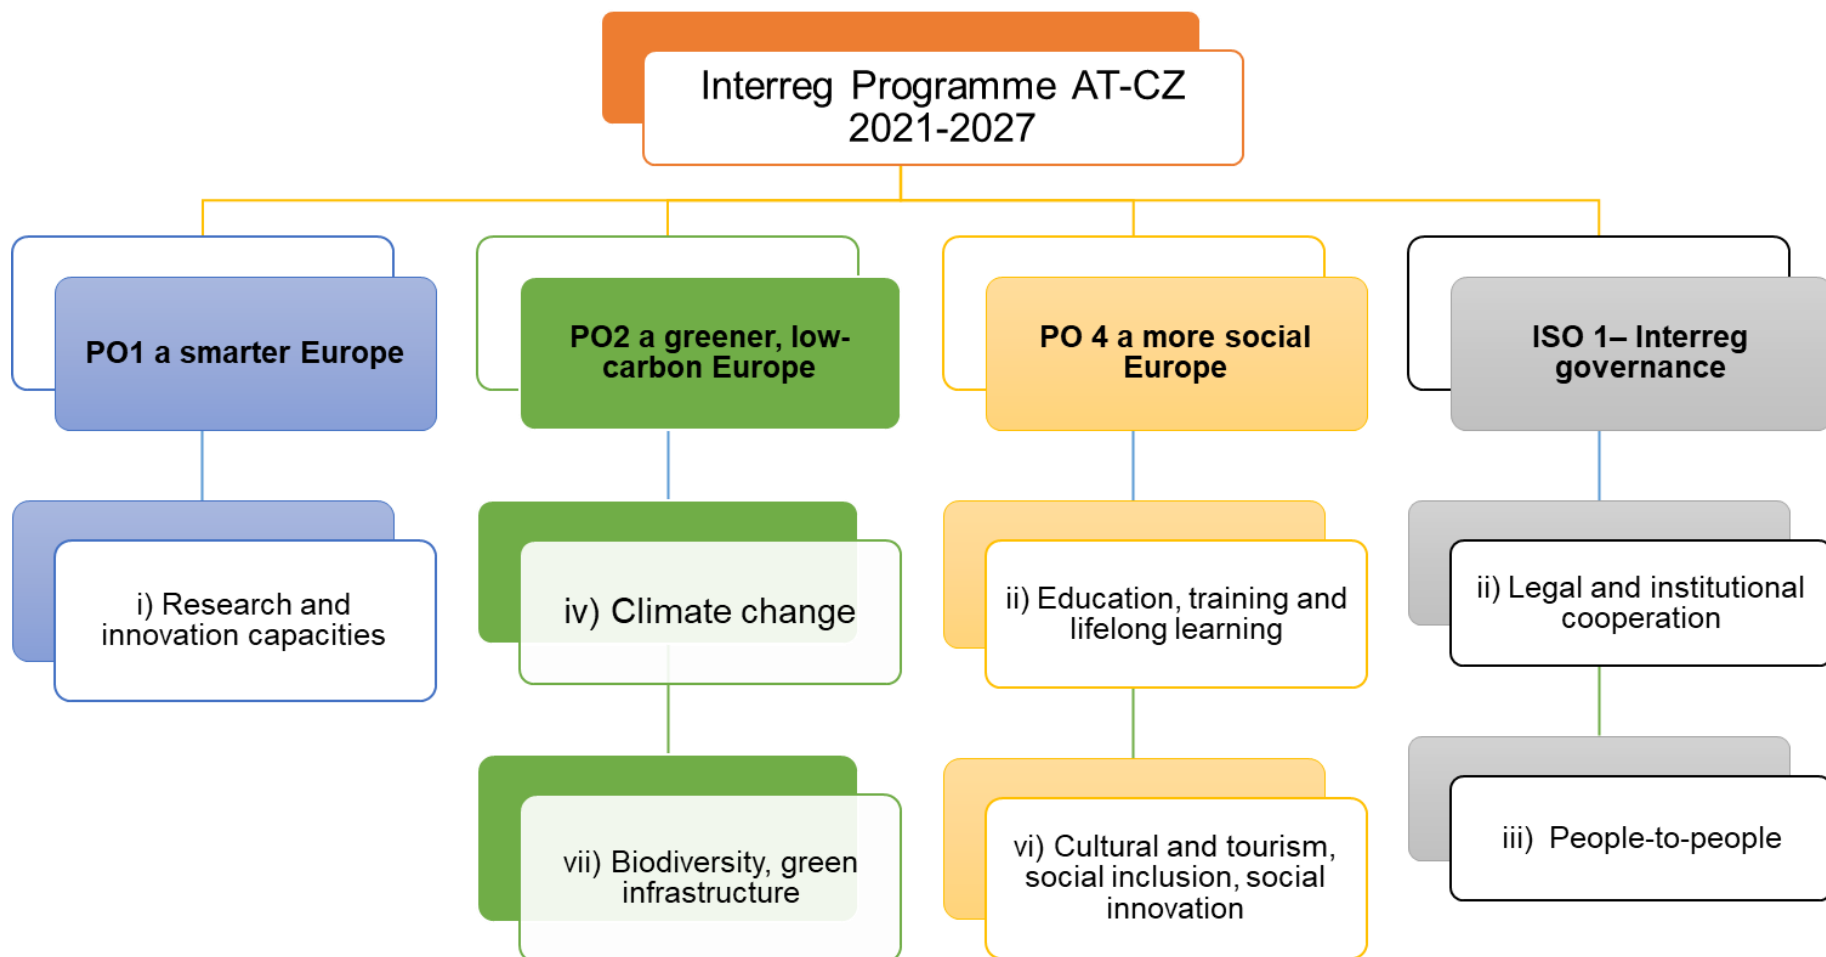 Interreg Programme AT-CZ
2021-2027
PO1 a smarter Europe
PO2 a greener, low-
carbon Europe
PO 4 a more social
Europe
ISO 1– Interreg
governance
i) Research and
innovation capacities
iv) Climate change
ii) Education, training and
lifelong learning
ii) Legal and institutional
cooperation
vii) Biodiversity, green
infrastructure
vi) Cultural and tourism,
social inclusion, social
innovation
iii) People-to-people